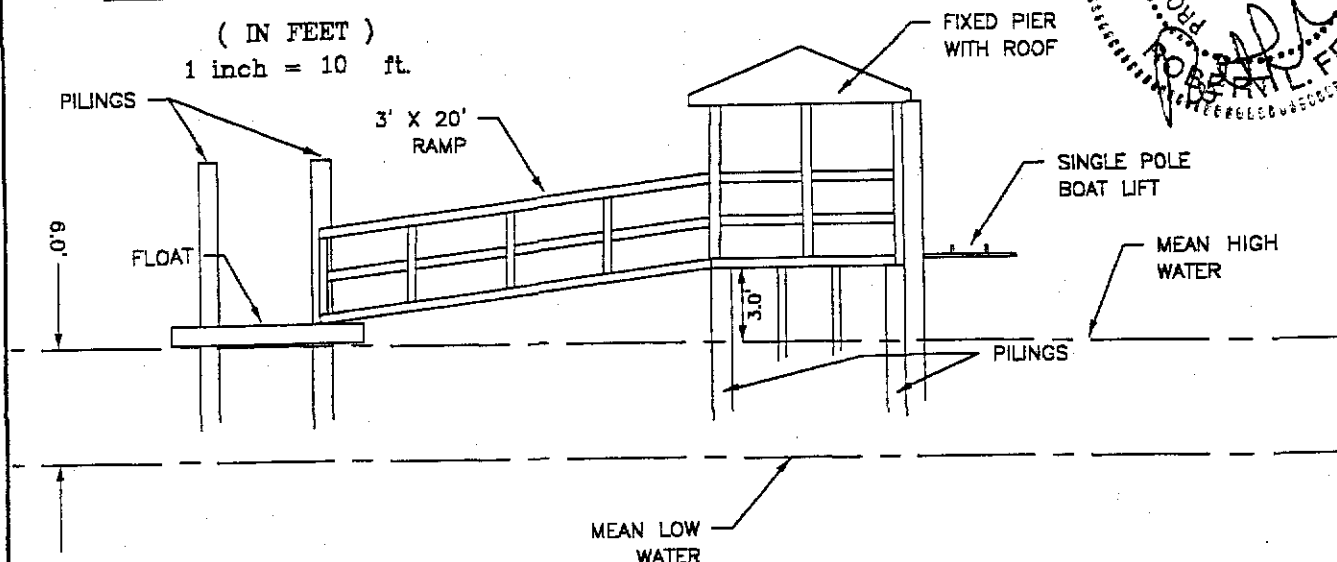 ( IN FEET )
1 inch = 10 ft.
FIXED PIER
WITH ROOF
PILINGS
3' X 20'
RAMP
SINGLE POLE
BOAT LIFT
6.0'
FLOAT
MEAN HIGH
WATER
3.0'
PILINGS
MEAN LOW
WATER